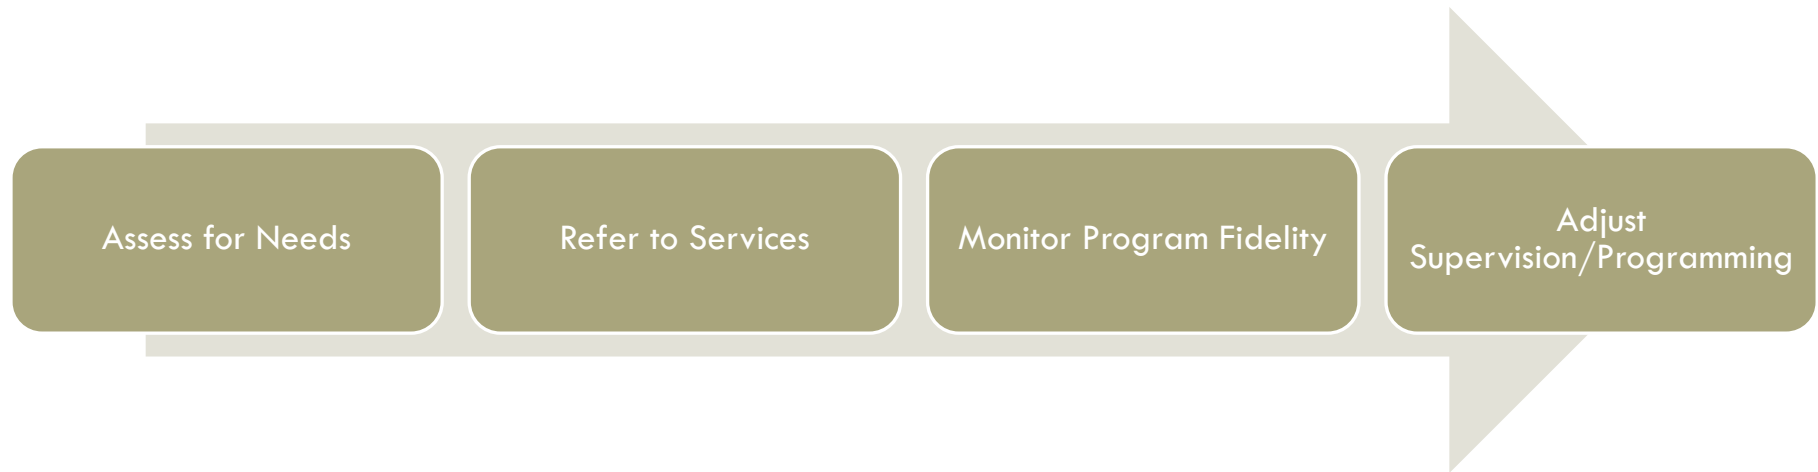 Assess for Needs
Refer to Services
Monitor Program Fidelity
Adjust
Supervision/Programming